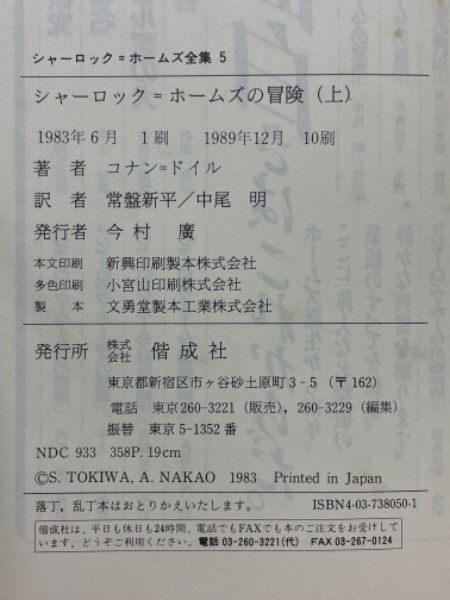 シャーロック=ホームズ全集 5
シャーロック=ホームズの冒険(上)
1983年6月 1刷 1989年12月 10刷
著者 コナン=ドイル
訳者 常盤新平/中尾 明
発行者 今村 廣
本文印刷 新興印刷製本株式会社
多色印刷 小宮山印刷株式会社
製本 文勇堂製本工業株式会社
発行所 株式会社 偕成社
東京都新宿区市ヶ谷砂土原町3-5(〒162)
電話 東京260-3221(販売), 260-3229(編集)
振替 東京5-1352番
NDC 933 358P. 19cm
©S. TOKIWA, A. NAKAO 1983 Printed in Japan
落丁,乱丁本はおとりかえいたします。 ISBN4-03-738050-1
偕成社は、平日も休日も24時間、電話でもFAXでも本のご注文をお受けして
います。どうぞご利用ください。電話 03-260-3221(代) FAX 03-267-0124